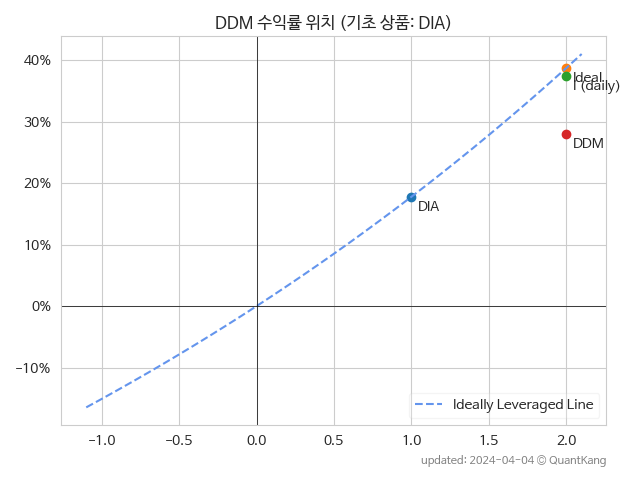 DDM 수익률 위치 (기초 상품: DIA)
40%
30%
20%
10%
0%
−10%
Ideal
I (daily)
DDM
DIA
Ideally Leveraged Line
−1.0 −0.5 0.0 0.5 1.0 1.5 2.0
updated: 2024-04-04 © QuantKang